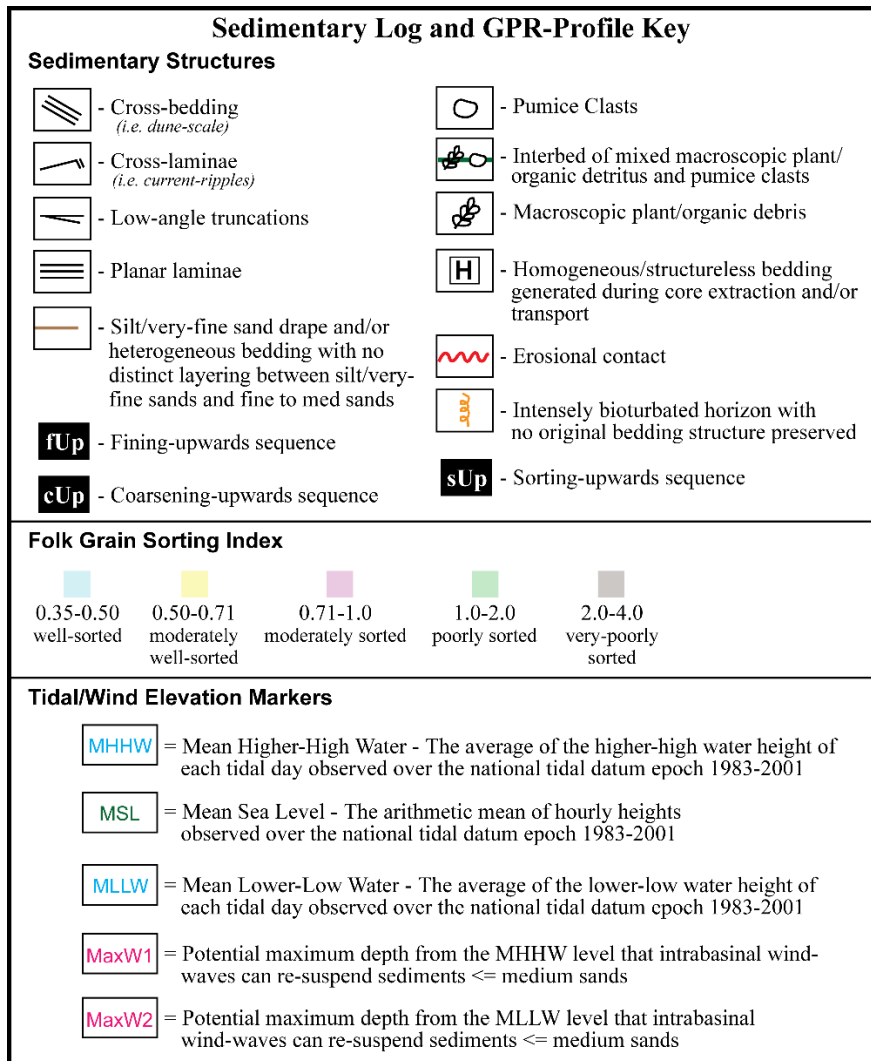 Sedimentary Log and GPR-Profile Key
Sedimentary Structures
- Cross-bedding
(i.e. dune-scale)
- Cross-laminae
(i.e. current-ripples)
- Low-angle truncations
- Planar laminae
- Silt/very-fine sand drape and/or
heterogeneous bedding with no
distinct layering between silt/very-
fine sands and fine to med sands
fUp - Fining-upwards sequence
cUp - Coarsening-upwards sequence
- Pumice Clasts
- Interbed of mixed macroscopic plant/
organic detritus and pumice clasts
- Macroscopic plant/organic debris
H - Homogeneous/structureless bedding
generated during core extraction and/or
transport
- Erosional contact
- Intensely bioturbated horizon with
no original bedding structure preserved
sUp - Sorting-upwards sequence
Folk Grain Sorting Index
0.35-0.50
well-sorted
0.50-0.71
moderately
well-sorted
0.71-1.0
moderately sorted
1.0-2.0
poorly sorted
2.0-4.0
very-poorly
sorted
Tidal/Wind Elevation Markers
MHHW = Mean Higher-High Water - The average of the higher-high water height of
each tidal day observed over the national tidal datum epoch 1983-2001
MSL = Mean Sea Level - The arithmetic mean of hourly heights
observed over the national tidal datum epoch 1983-2001
MLLW = Mean Lower-Low Water - The average of the lower-low water height of
each tidal day observed over the national tidal datum epoch 1983-2001
MaxW1 = Potential maximum depth from the MHHW level that intrabasinal wind-
waves can re-suspend sediments <= medium sands
MaxW2 = Potential maximum depth from the MLLW level that intrabasinal
wind-waves can re-suspend sediments <= medium sands